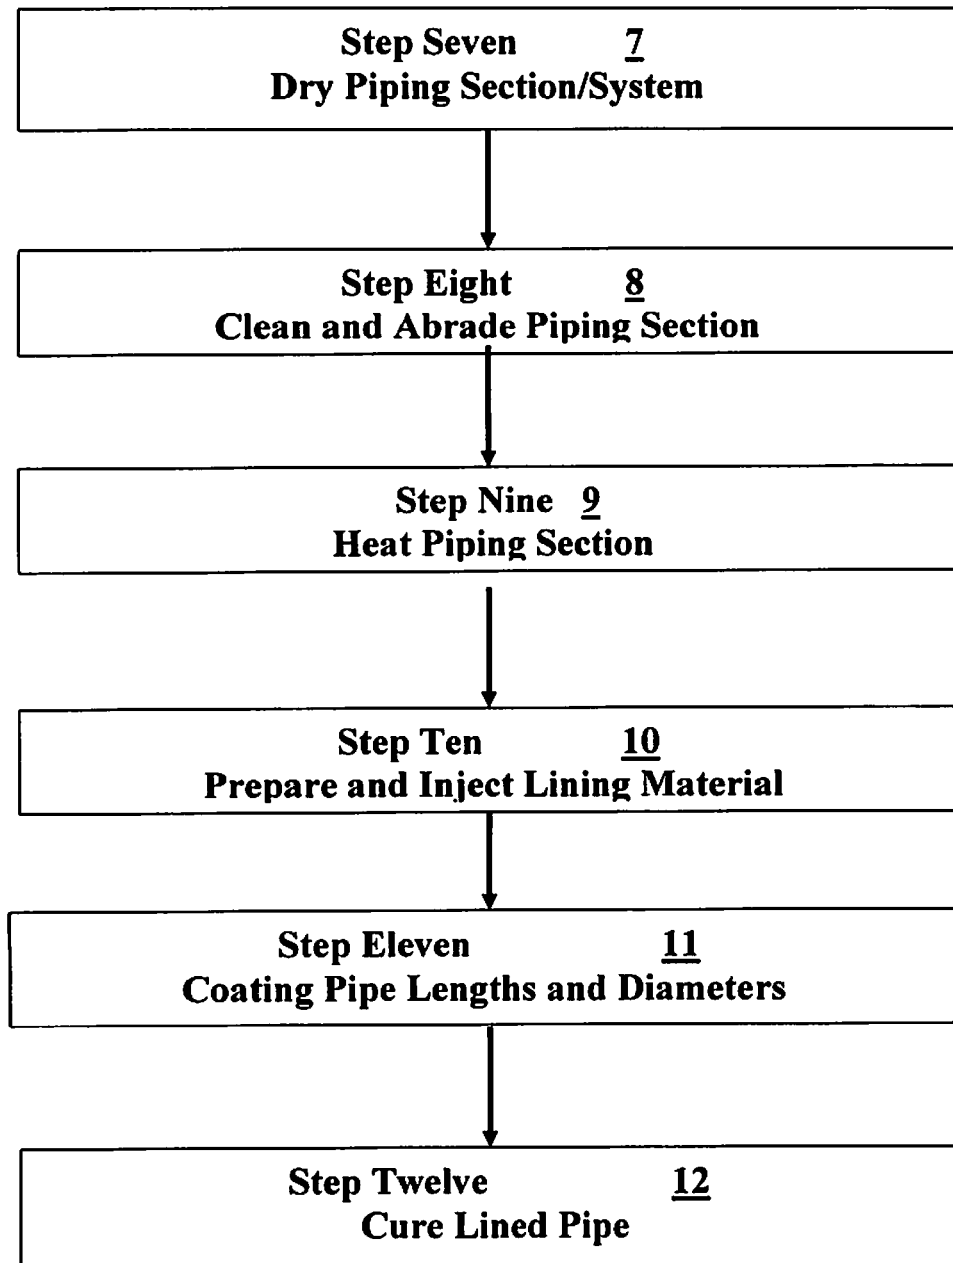 Step Seven 7
Dry Piping Section/System
Step Eight 8
Clean and Abrade Piping Section
Step Nine 9
Heat Piping Section
Step Ten 10
Prepare and Inject Lining Material
Step Eleven 11
Coating Pipe Lengths and Diameters
Step Twelve 12
Cure Lined Pipe